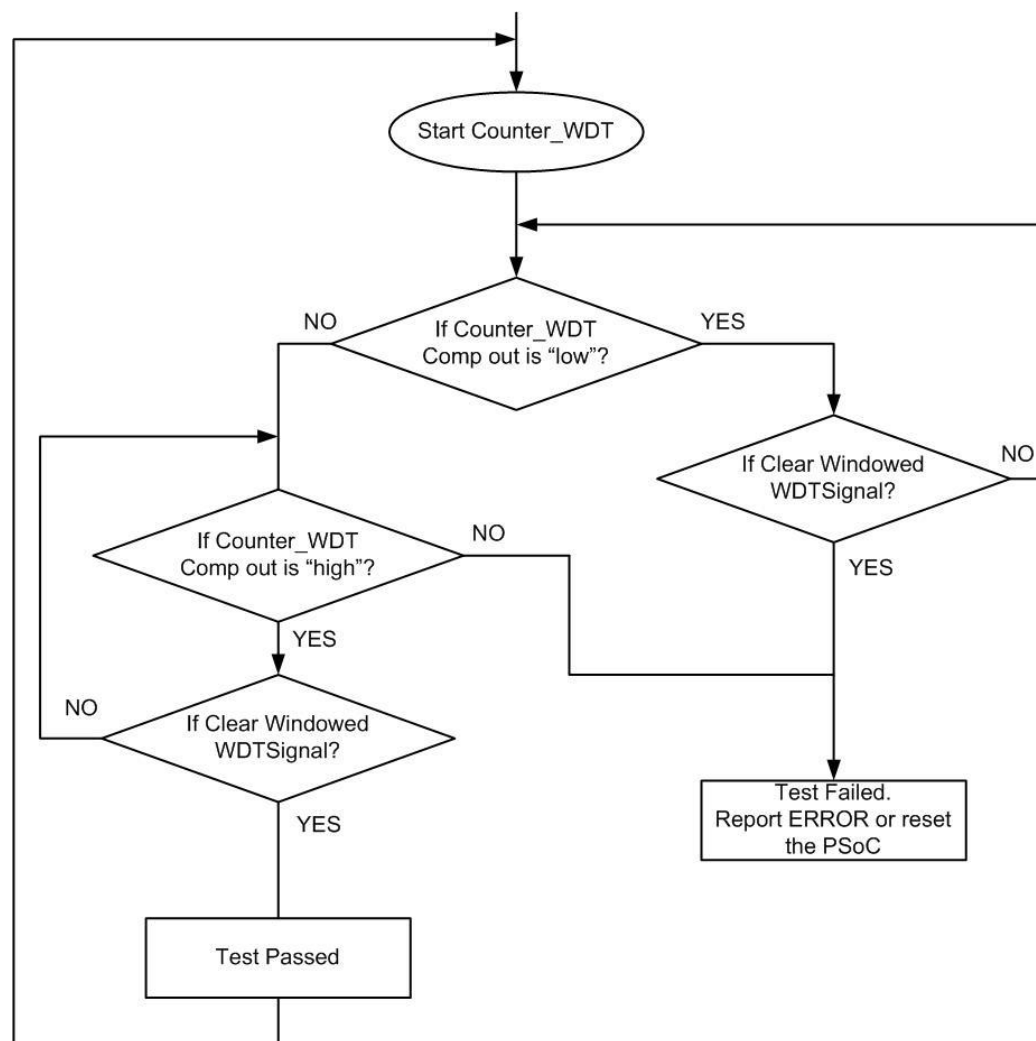 Start Counter_WDT
NO
YES
If Counter_WDT
Comp out is “low”?
If Clear Windowed
WDTSignal?
NO
YES
If Counter_WDT
Comp out is “high”?
NO
YES
If Clear Windowed
WDTSignal?
NO
YES
Test Failed.
Report ERROR or reset
the PSoC
Test Passed